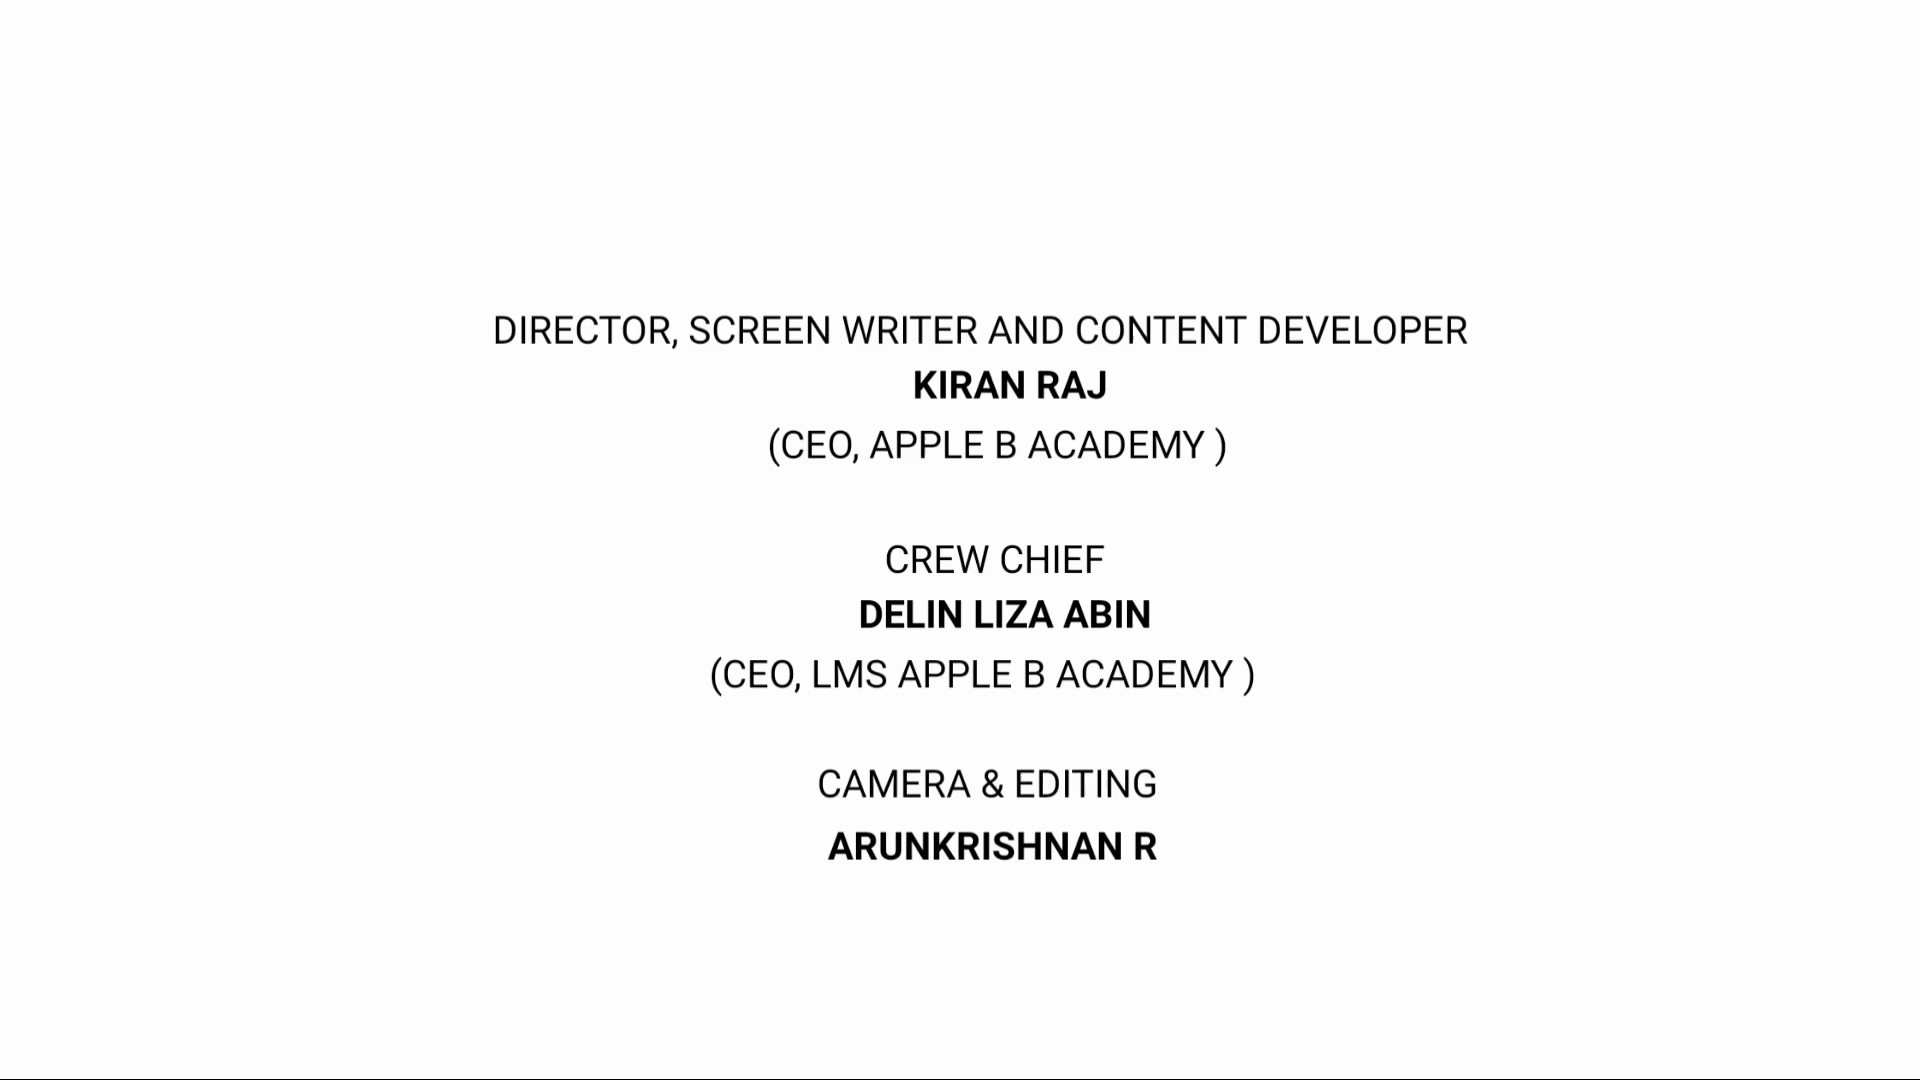 DIRECTOR, SCREEN WRITER AND CONTENT DEVELOPER
KIRAN RAJ
(CEO, APPLE B ACADEMY )
CREW CHIEF
DELIN LIZA ABIN
(CEO, LMS APPLE B ACADEMY )
CAMERA & EDITING
ARUNKRISHNAN R